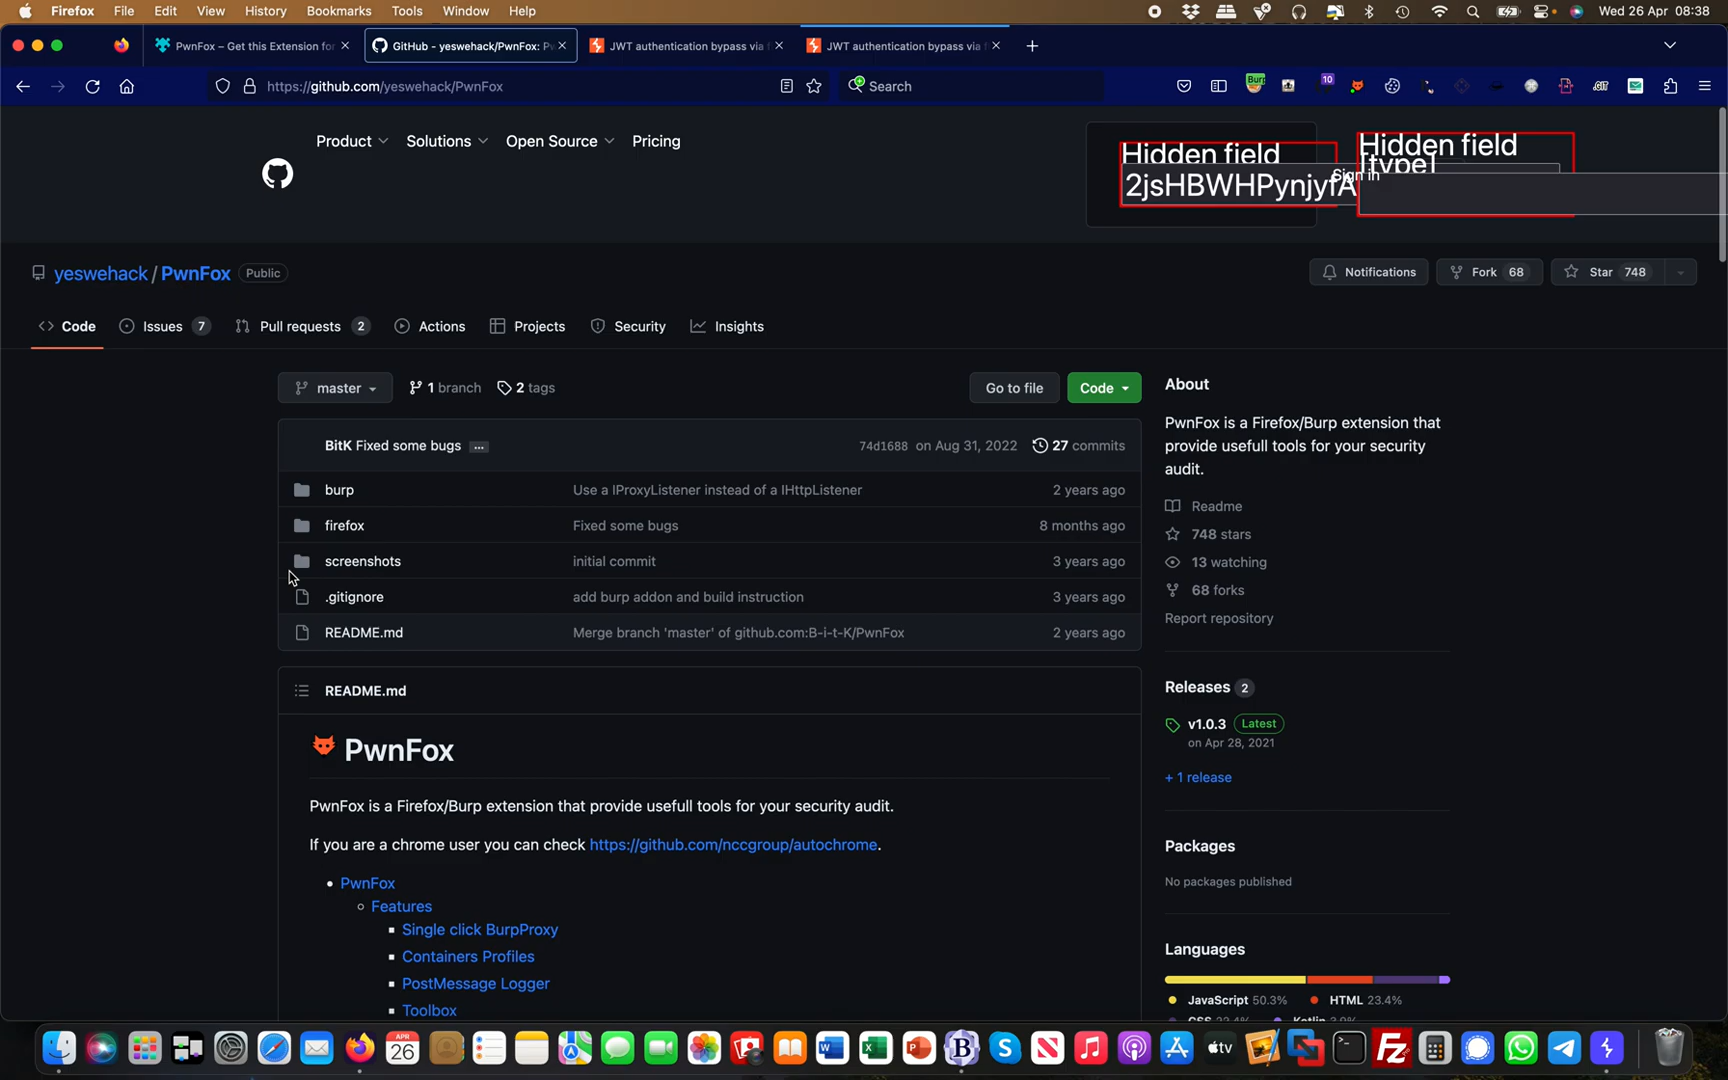 Firefox File Edit View History Bookmarks Tools Window Help Wed 26 Apr 08:38
PwnFox – Get this Extension for GitHub - yeswehack/PwnFox: Pw JWT authentication bypass via f JWT authentication bypass via f
https://github.com/yeswehack/PwnFox Search Burp 10 .GIT
Product Solutions Open Source Pricing
Hidden field Hidden field
[type]
Sign in
2jsHBWHPynjyfA
yeswehack / PwnFox Public Notifications Fork 68 Star 748
Code Issues 7 Pull requests 2 Actions Projects Security Insights
master 1 branch 2 tags Go to file Code
BitK Fixed some bugs ... 74d1688 on Aug 31, 2022 27 commits
burp Use a IProxyListener instead of a IHttpListener 2 years ago
firefox Fixed some bugs 8 months ago
screenshots initial commit 3 years ago
.gitignore add burp addon and build instruction 3 years ago
README.md Merge branch 'master' of github.com:B-i-t-K/PwnFox 2 years ago
README.md
PwnFox
PwnFox is a Firefox/Burp extension that provide usefull tools for your security audit.
If you are a chrome user you can check https://github.com/nccgroup/autochrome.
PwnFox
Features
Single click BurpProxy
Containers Profiles
PostMessage Logger
Toolbox
About
PwnFox is a Firefox/Burp extension that
provide usefull tools for your security
audit.
Readme
748 stars
13 watching
68 forks
Report repository
Releases 2
v1.0.3 Latest
on Apr 28, 2021
+ 1 release
Packages
No packages published
Languages
JavaScript 50.3% HTML 23.4%
APR
26
tv